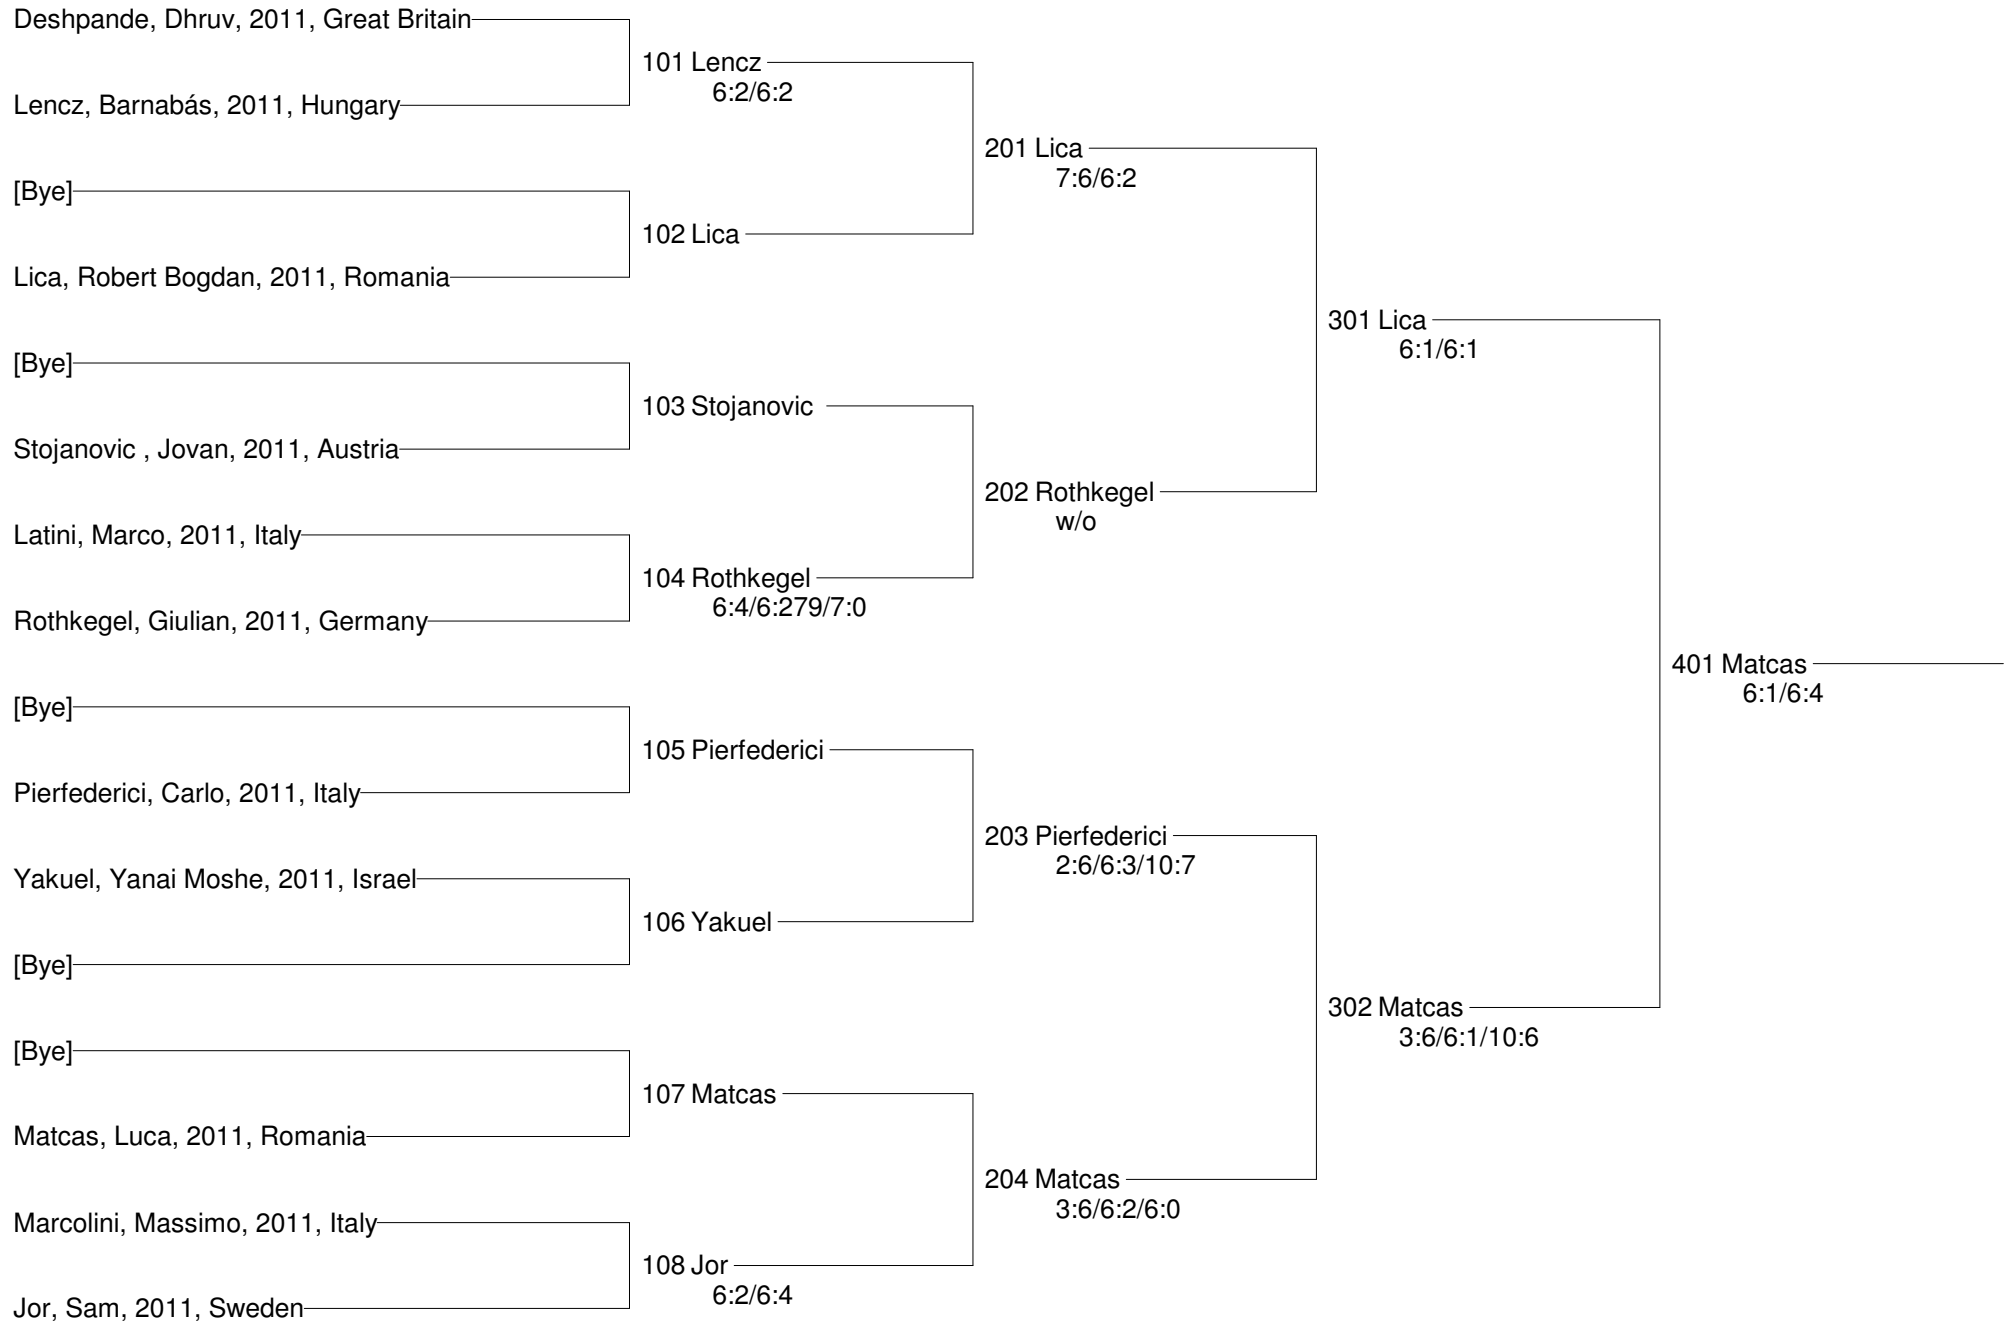 Deshpande, Dhruv, 2011, Great Britain
101 Lencz
6:2/6:2
Lencz, Barnabás, 2011, Hungary
201 Lica
7:6/6:2
[Bye]
102 Lica
Lica, Robert Bogdan, 2011, Romania
301 Lica
6:1/6:1
[Bye]
103 Stojanovic
Stojanovic , Jovan, 2011, Austria
202 Rothkegel
w/o
Latini, Marco, 2011, Italy
104 Rothkegel
6:4/6:279/7:0
Rothkegel, Giulian, 2011, Germany
401 Matcas
6:1/6:4
[Bye]
105 Pierfederici
Pierfederici, Carlo, 2011, Italy
203 Pierfederici
2:6/6:3/10:7
Yakuel, Yanai Moshe, 2011, Israel
106 Yakuel
[Bye]
302 Matcas
3:6/6:1/10:6
[Bye]
107 Matcas
Matcas, Luca, 2011, Romania
204 Matcas
3:6/6:2/6:0
Marcolini, Massimo, 2011, Italy
108 Jor
6:2/6:4
Jor, Sam, 2011, Sweden